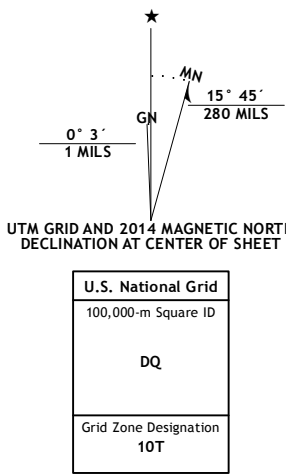 MN
GN
15° 45´
280 MILS
0° 3´
1 MILS
UTM GRID AND 2014 MAGNETIC NORTH
DECLINATION AT CENTER OF SHEET
U.S. National Grid
100,000-m Square ID
DQ
Grid Zone Designation
10T